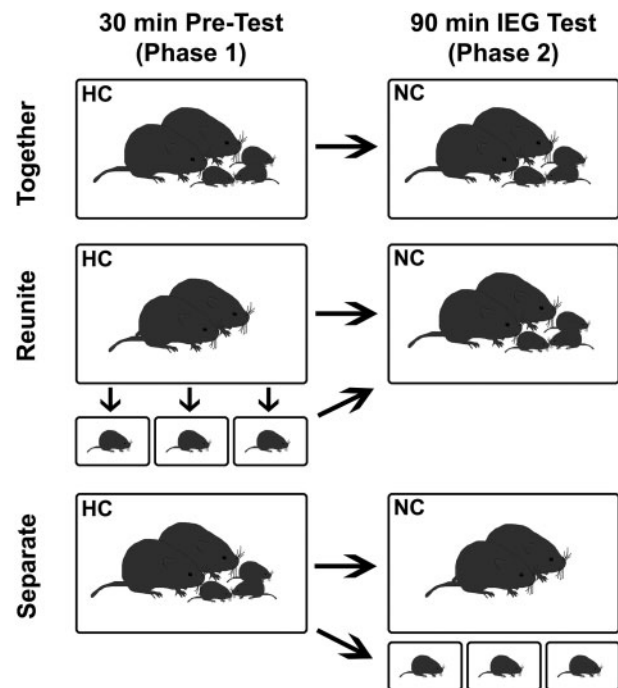 30 min Pre-Test
(Phase 1)
90 min IEG Test
(Phase 2)
Together
HC
NC
Reunite
HC
NC
Separate
HC
NC